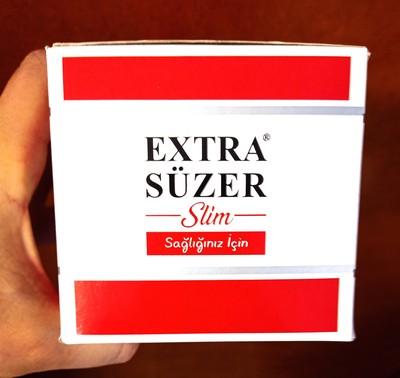 EXTRA®
SÜZER
Slim
Sağlığınız İçin